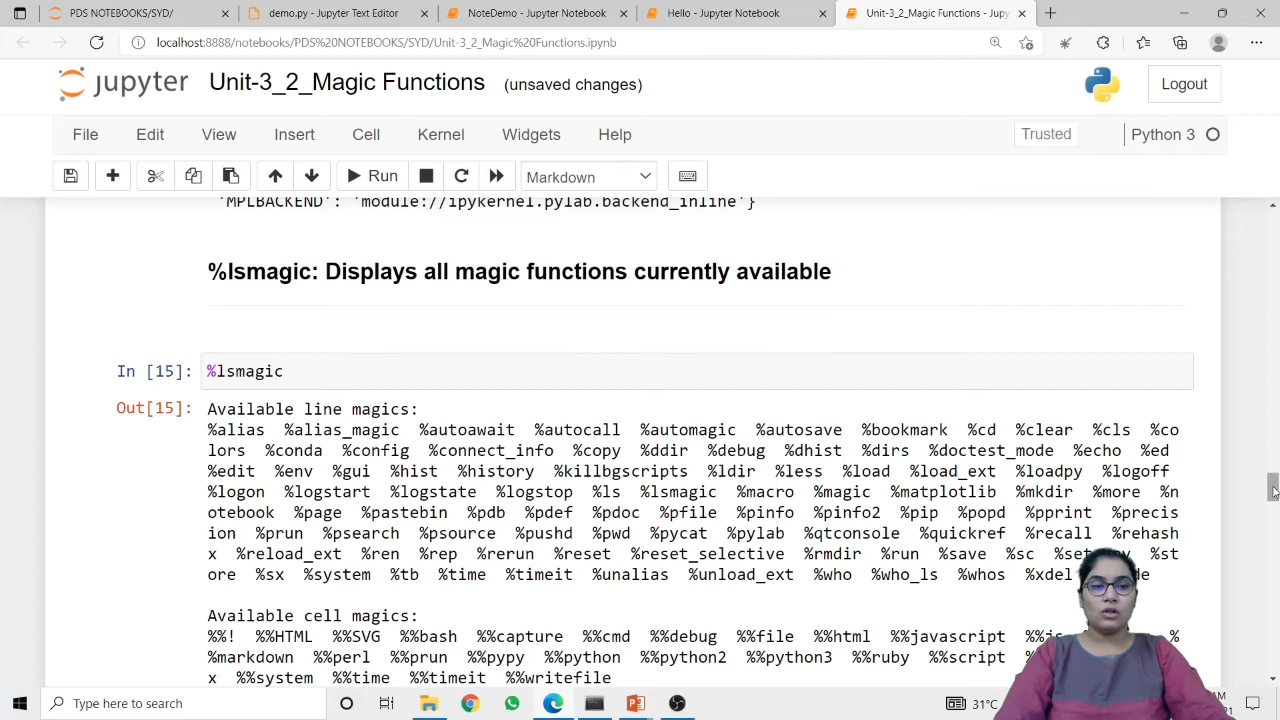 PDS NOTEBOOKS/SYD/
demo.py - Jupyter Text Editor
NoteDemo - Jupyter Notebook
Hello - Jupyter Notebook
Unit-3_2_Magic Functions - Jupy
localhost:8888/notebooks/PDS%20NOTEBOOKS/SYD/Unit-3_2_Magic%20Functions.ipynb
jupyter Unit-3_2_Magic Functions (unsaved changes)
Logout
File Edit View Insert Cell Kernel Widgets Help
Trusted
Python 3
Run
Markdown
'MPLBACKEND': 'module://ipykernel.pylab.backend_inline'}
%lsmagic: Displays all magic functions currently available
In [15]: %lsmagic
Out[15]: Available line magics:
%alias %alias_magic %autoawait %autocall %automagic %autosave %bookmark %cd %clear %cls %co
lors %conda %config %connect_info %copy %ddir %debug %dhist %dirs %doctest_mode %echo %ed
%edit %env %gui %hist %history %killbgscripts %ldir %less %load %load_ext %loadpy %logoff
%logon %logstart %logstate %logstop %ls %lsmagic %macro %magic %matplotlib %mkdir %more %n
otebook %page %pastebin %pdb %pdef %pdoc %pfile %pinfo %pinfo2 %pip %popd %pprint %precis
ion %prun %psearch %psource %pushd %pwd %pycat %pylab %qtconsole %quickref %recall %rehash
x %reload_ext %ren %rep %rerun %reset %reset_selective %rmdir %run %save %sc %st
ore %sx %system %tb %time %timeit %unalias %unload_ext %who %who_ls %whos %xdel
Available cell magics:
%%! %%HTML %%SVG %%bash %%capture %%cmd %%debug %%file %%html %%javascript %
%markdown %%perl %%prun %%pypy %%python %%python2 %%python3 %%ruby %%script
x %%system %%time %%timeit %%writefile
Type here to search
31°C